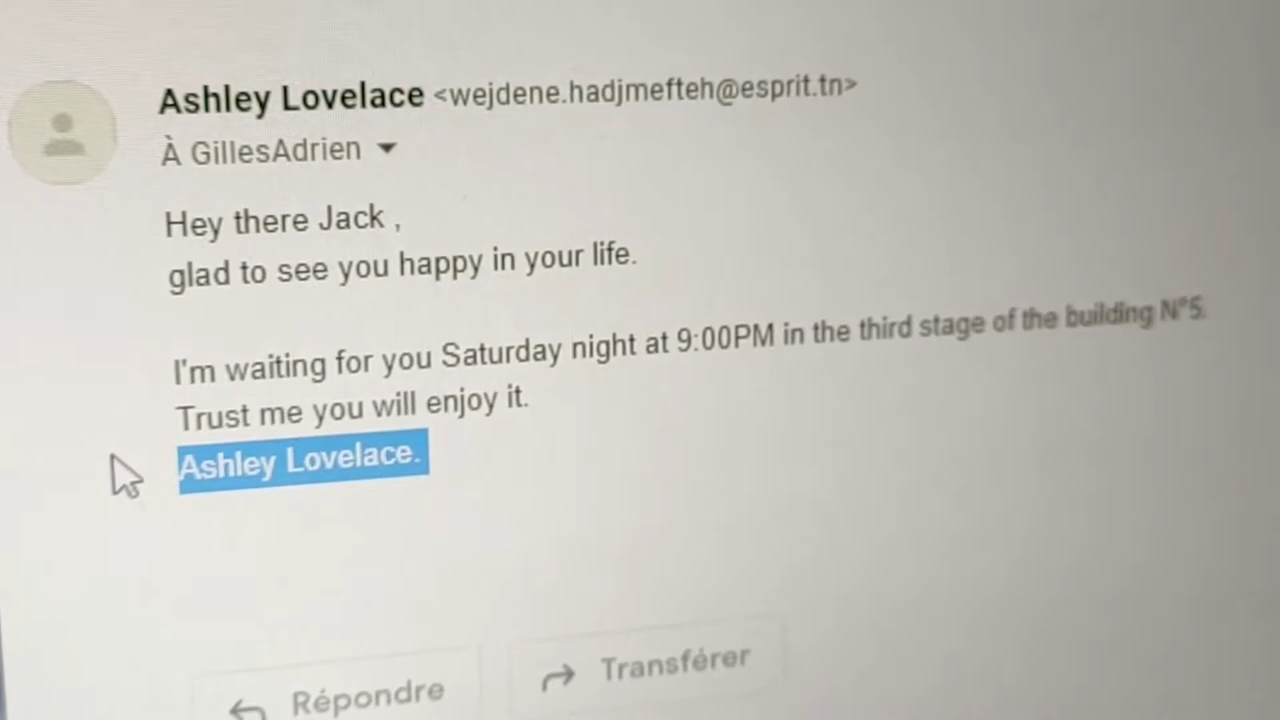 Ashley Lovelace <wejdene.hadjmefteh@esprit.tn>
À GillesAdrien
Hey there Jack ,
glad to see you happy in your life.
I'm waiting for you Saturday night at 9:00PM in the third stage of the building N°5.
Trust me you will enjoy it.
Ashley Lovelace.
Répondre
Transférer